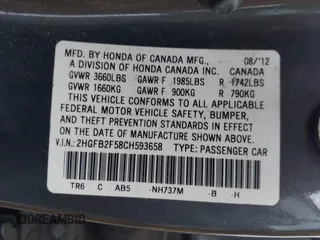 MFD. BY HONDA OF CANADA MFG., 08/'12
A DIVISION OF HONDA CANADA INC. CANADA
GVWR 3660LBS GAWR F 1985LBS R 1742LBS
GVWR 1660KG GAWR F 900KG R 790KG
THIS VEHICLE CONFORMS TO ALL APPLICABLE
FEDERAL MOTOR VEHICLE SAFETY, BUMPER,
AND THEFT PREVENTION STANDARDS IN EFFECT
ON THE DATE OF MANUFACTURE SHOWN ABOVE.
V.I.N.: 2HGFB2F58CH593658 TYPE: PASSENGER CAR
TR6 C AB5 -NH737M -B -H
DREAMBID